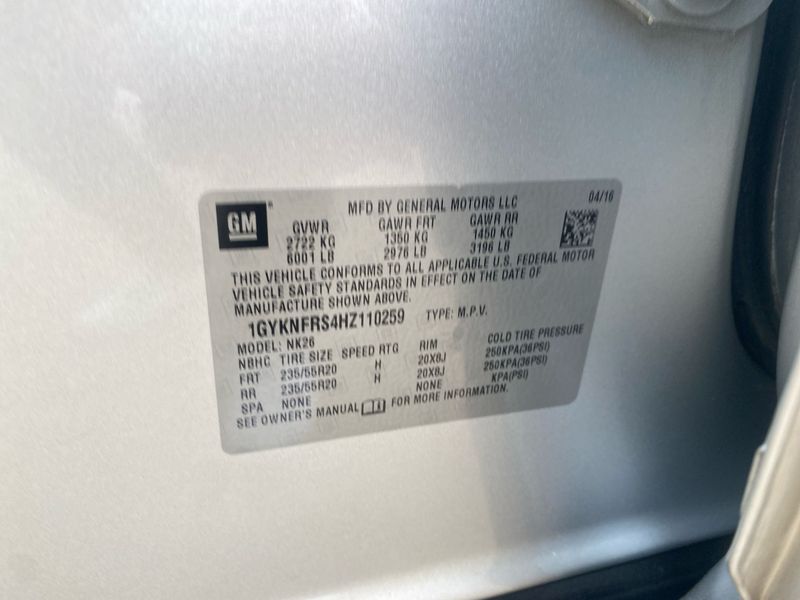 GM
MFD BY GENERAL MOTORS LLC 04/16
GVWR GAWR FRT GAWR RR
2722 KG 1350 KG 1450 KG
6001 LB 2976 LB 3196 LB
THIS VEHICLE CONFORMS TO ALL APPLICABLE U.S. FEDERAL MOTOR
VEHICLE SAFETY STANDARDS IN EFFECT ON THE DATE OF
MANUFACTURE SHOWN ABOVE.
1GYKNFRS4HZ110259 TYPE: M.P.V.
MODEL: NK26
NBHC TIRE SIZE SPEED RTG RIM COLD TIRE PRESSURE
FRT 235/55R20 H 20X8J 250KPA(36PSI)
RR 235/55R20 H 20X8J 250KPA(36PSI)
SPA NONE NONE KPA(PSI)
SEE OWNER'S MANUAL FOR MORE INFORMATION.